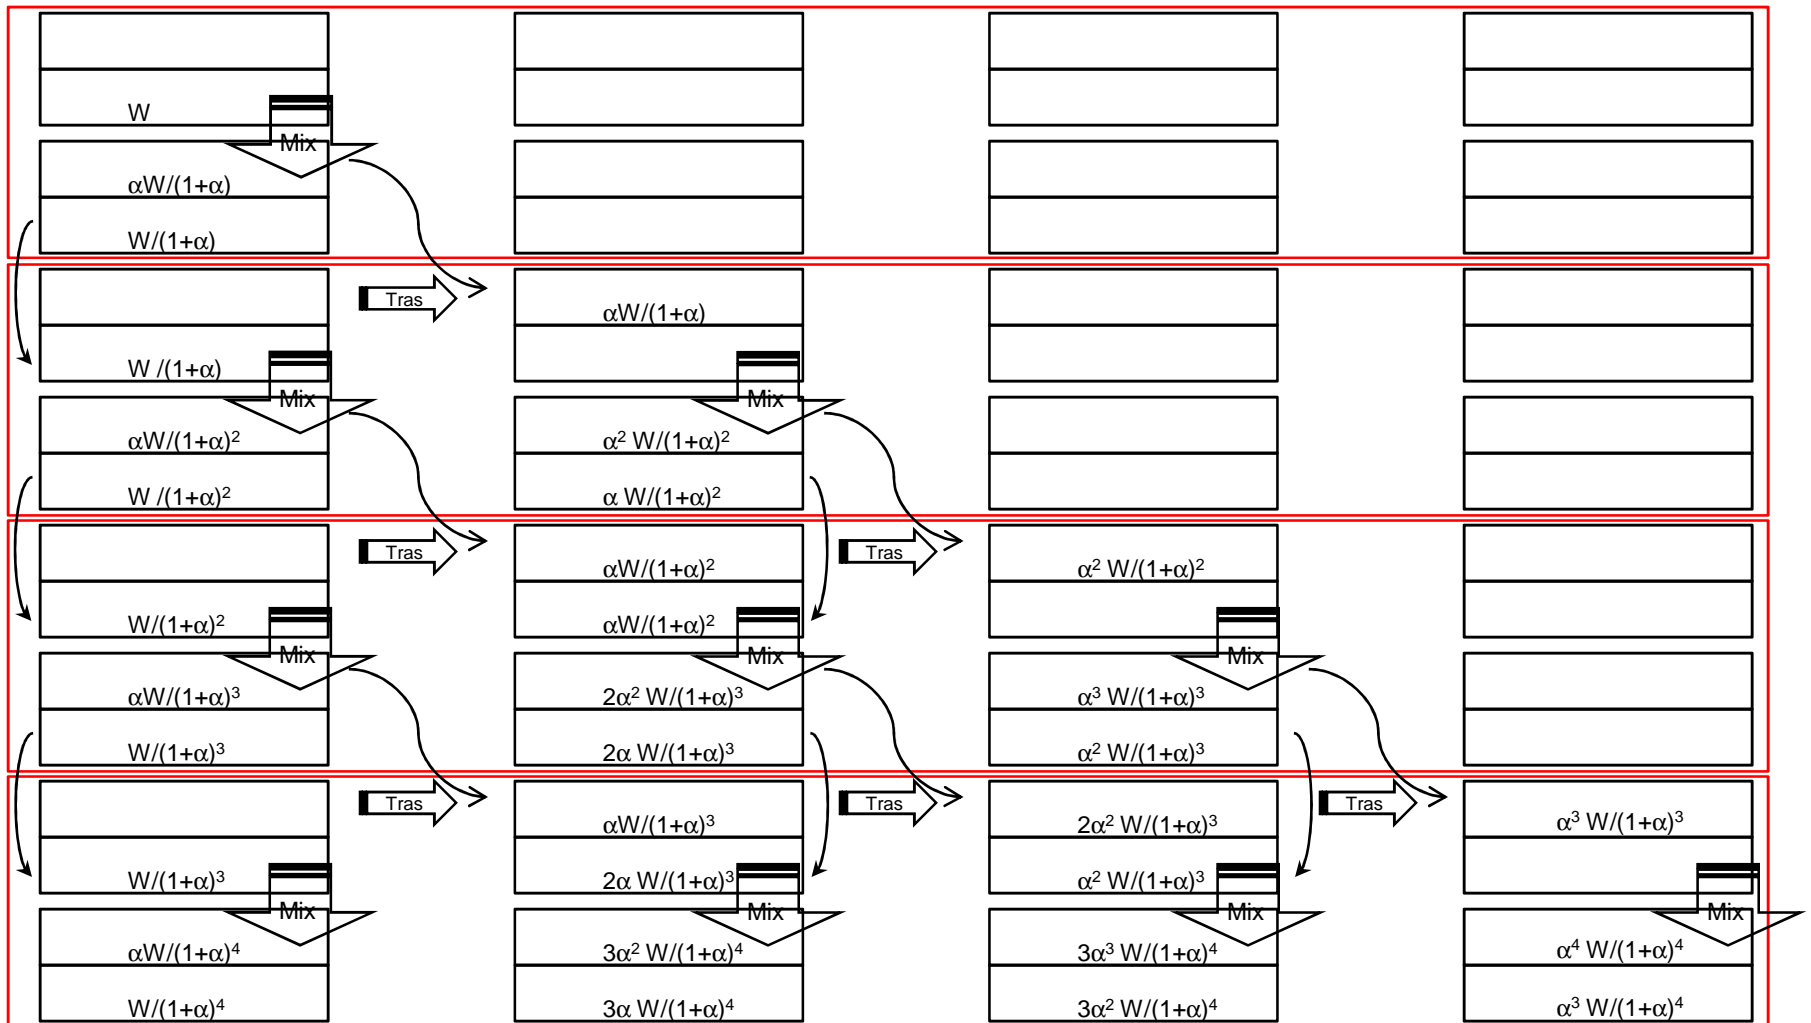 W
Mix
αW/(1+α)
W/(1+α)
Tras
αW/(1+α)
W /(1+α)
Mix
Mix
αW/(1+α)²
α² W/(1+α)²
W /(1+α)²
α W/(1+α)²
Tras
Tras
αW/(1+α)²
α² W/(1+α)²
W/(1+α)²
αW/(1+α)²
Mix
Mix
Mix
αW/(1+α)³
2α² W/(1+α)³
α³ W/(1+α)³
W/(1+α)³
2α W/(1+α)³
α² W/(1+α)³
Tras
Tras
Tras
αW/(1+α)³
2α² W/(1+α)³
α³ W/(1+α)³
W/(1+α)³
2α W/(1+α)³
α² W/(1+α)³
Mix
Mix
Mix
Mix
αW/(1+α)⁴
3α² W/(1+α)⁴
3α³ W/(1+α)⁴
α⁴ W/(1+α)⁴
W/(1+α)⁴
3α W/(1+α)⁴
3α² W/(1+α)⁴
α³ W/(1+α)⁴